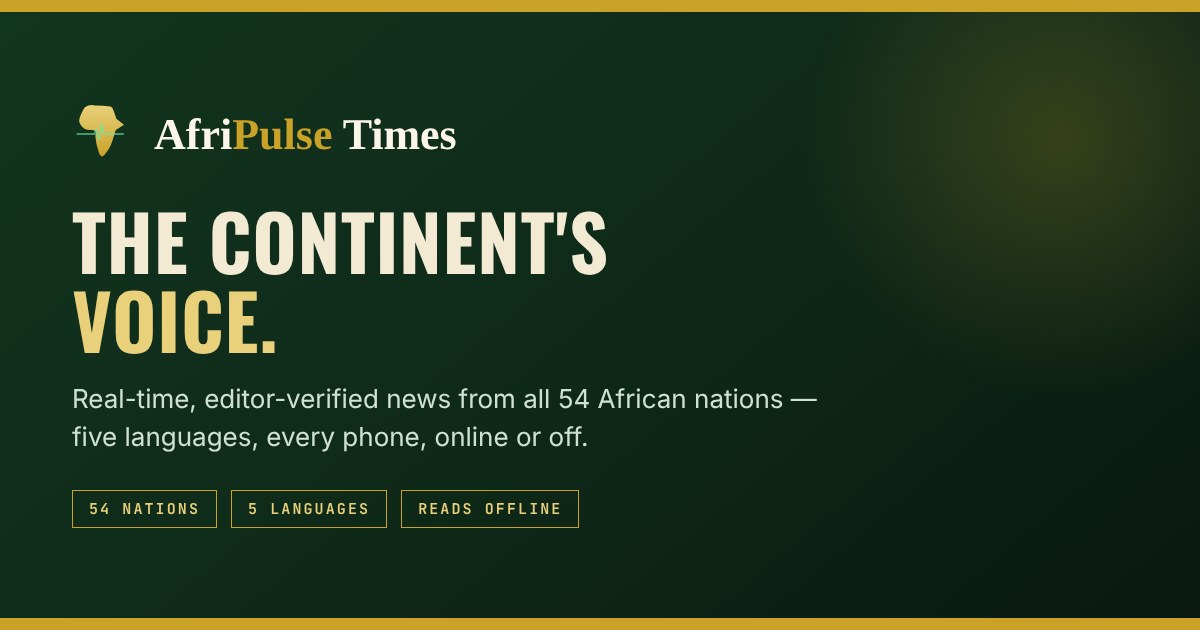 AfriPulse Times
THE CONTINENT'S
VOICE.
Real-time, editor-verified news from all 54 African nations —
five languages, every phone, online or off.
54 NATIONS
5 LANGUAGES
READS OFFLINE